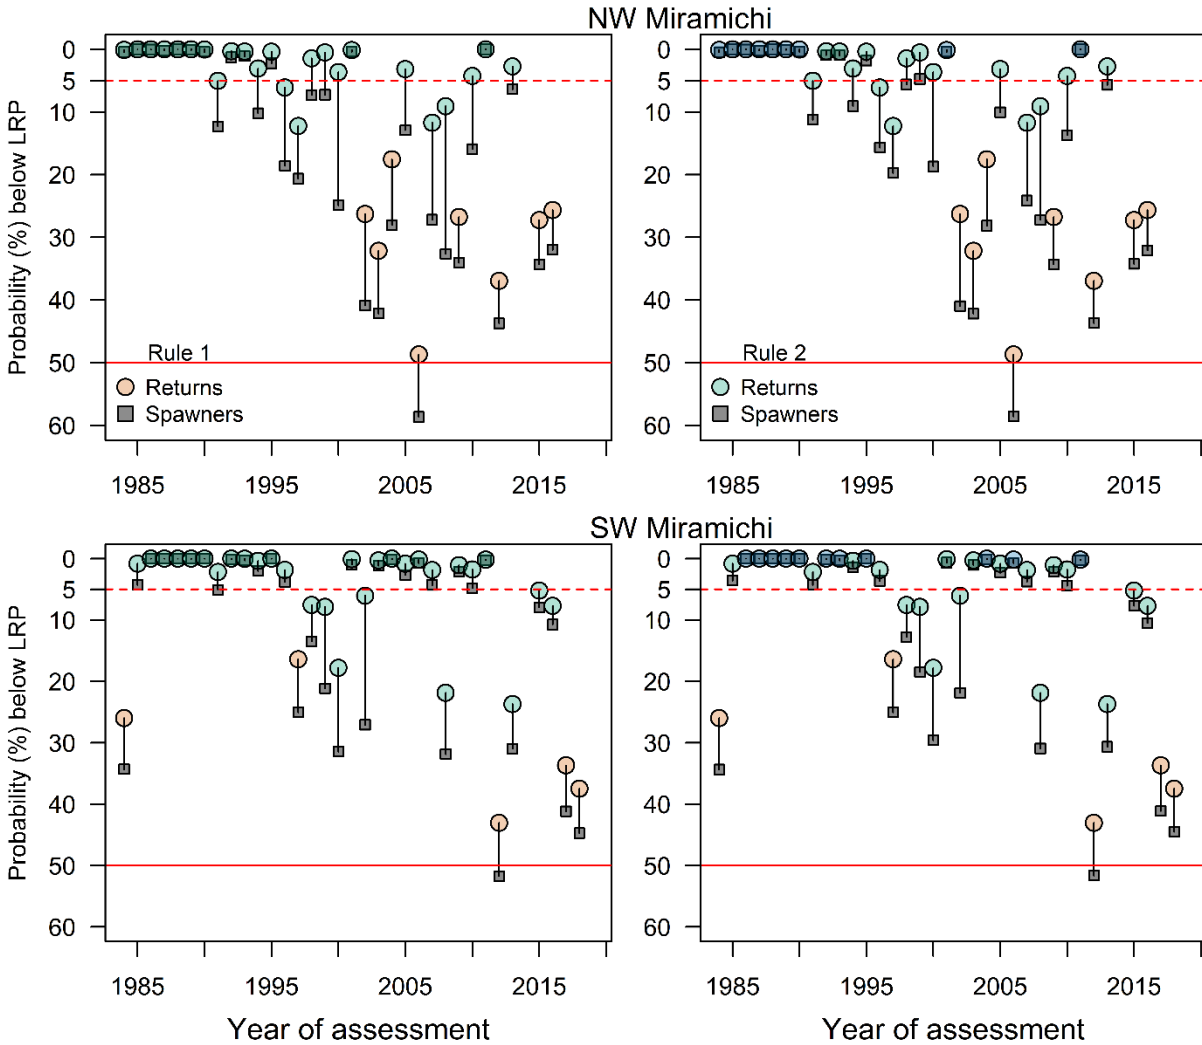 NW Miramichi
Probability (%) below LRP
0
5
10
20
30
40
50
60
Rule 1
Returns
Spawners
1985 1995 2005 2015
0
5
10
20
30
40
50
60
Rule 2
Returns
Spawners
1985 1995 2005 2015
SW Miramichi
Probability (%) below LRP
0
5
10
20
30
40
50
60
1985 1995 2005 2015
Year of assessment
0
5
10
20
30
40
50
60
1985 1995 2005 2015
Year of assessment